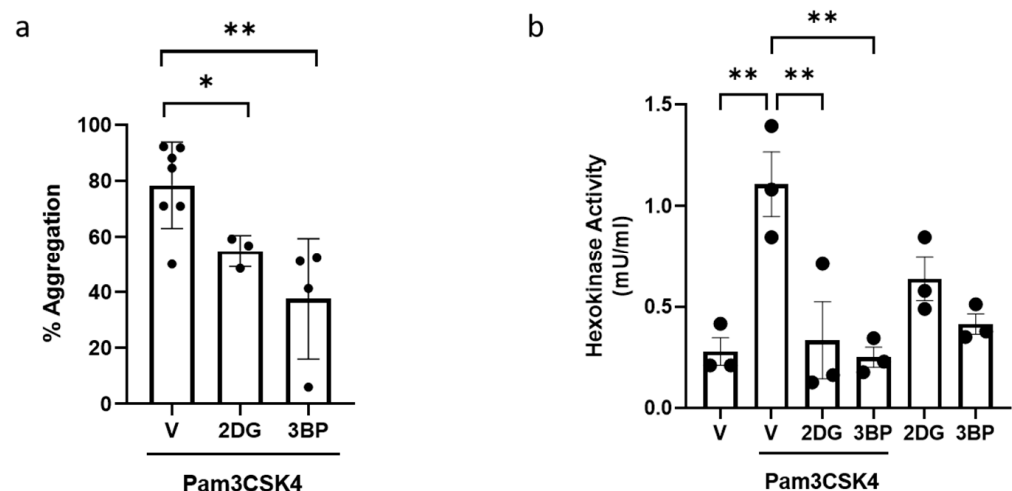 a
**
*
100
80
60
40
20
0
% Aggregation
V 2DG 3BP
Pam3CSK4
b
**
** **
1.5
1.0
0.5
0.0
Hexokinase Activity
(mU/ml)
V V 2DG 3BP 2DG 3BP
Pam3CSK4